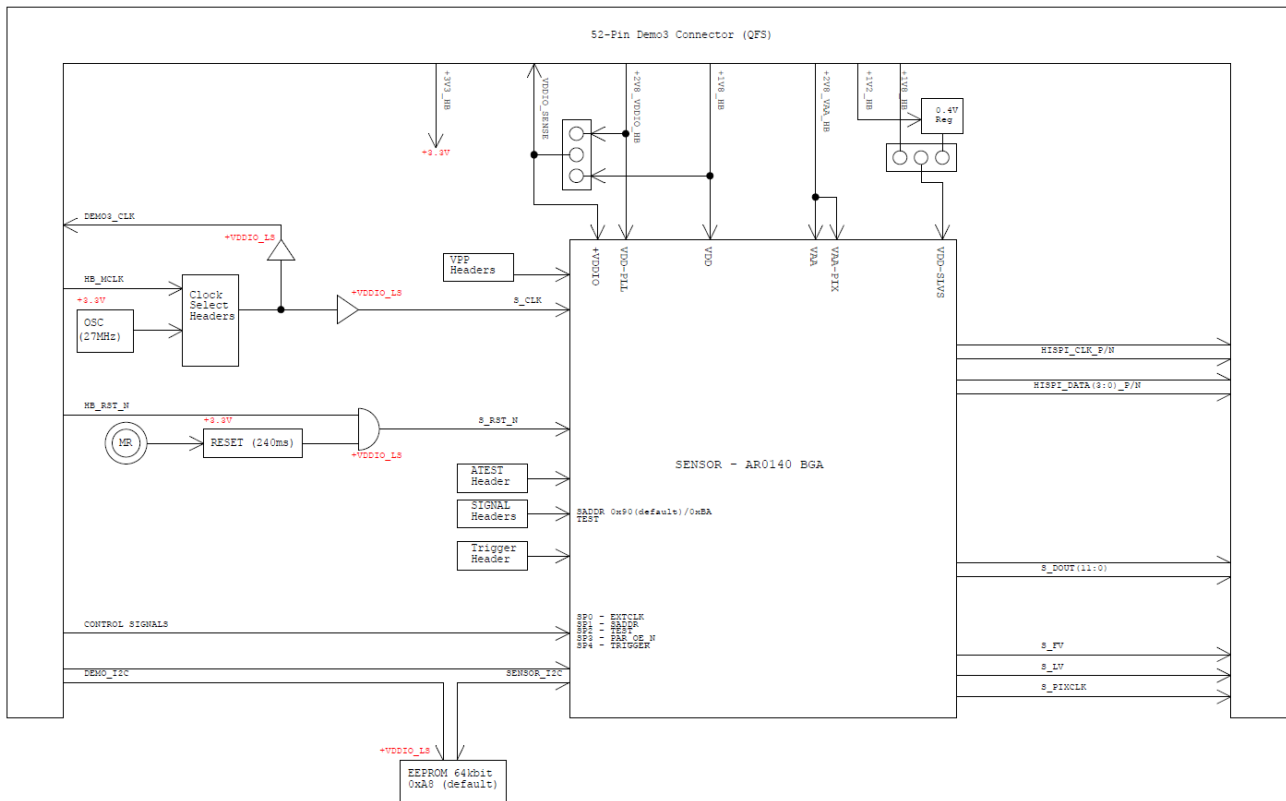 52-Pin Demo3 Connector (QFS)
+3V3_HB
VDDIO_SENSE
+2V8_VDDIO_HB
+1V8_HB
+2V8_VAA_HB
+1V2_HB
+1V8_HB
0.4V
Reg
+3.3V
DEMO3_CLK
+VDDIO_LS
HB_MCLK
+3.3V
OSC
(27MHz)
Clock
Select
Headers
+VDDIO_LS
S_CLK
VPP
Headers
+VDDIO
VDD-PLL
VDD
VAA
VAA-PIX
VDD-SLVS
HISPI_CLK_P/N
HISPI_DATA(3:0)_P/N
HB_RST_N
+3.3V
MR
RESET (240ms)
+VDDIO_LS
S_RST_N
ATEST
Header
SENSOR - AR0140 BGA
SIGNAL
Headers
SADDR 0x90(default)/0xBA
TEST
Trigger
Header
S_DOUT(11:0)
CONTROL SIGNALS
SP0 - EXTCLK
SP1 - SADDR
SP2 - TEST
SP3 - PAR_OE_N
SP4 - TRIGGER
S_FV
S_LV
S_PIXCLK
DEMO_I2C
SENSOR_I2C
+VDDIO_LS
EEPROM 64kbit
0xA8 (default)